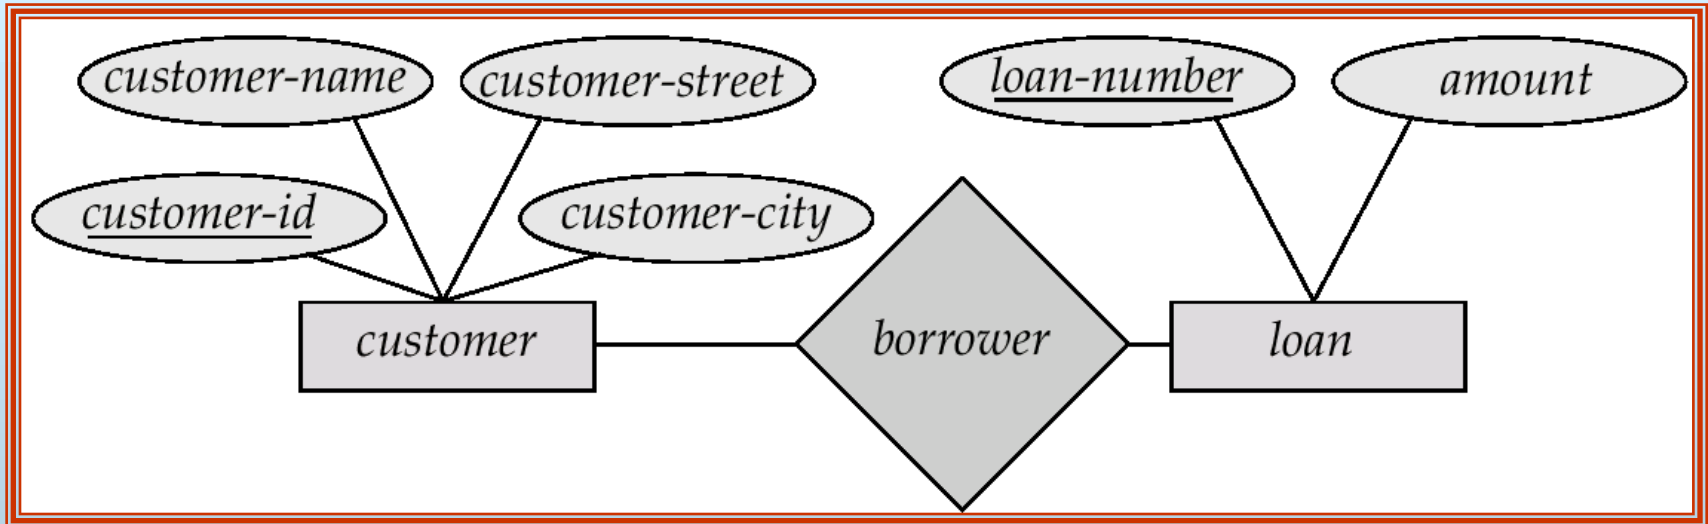 customer-name
customer-street
loan-number
amount
customer-id
customer-city
customer
borrower
loan